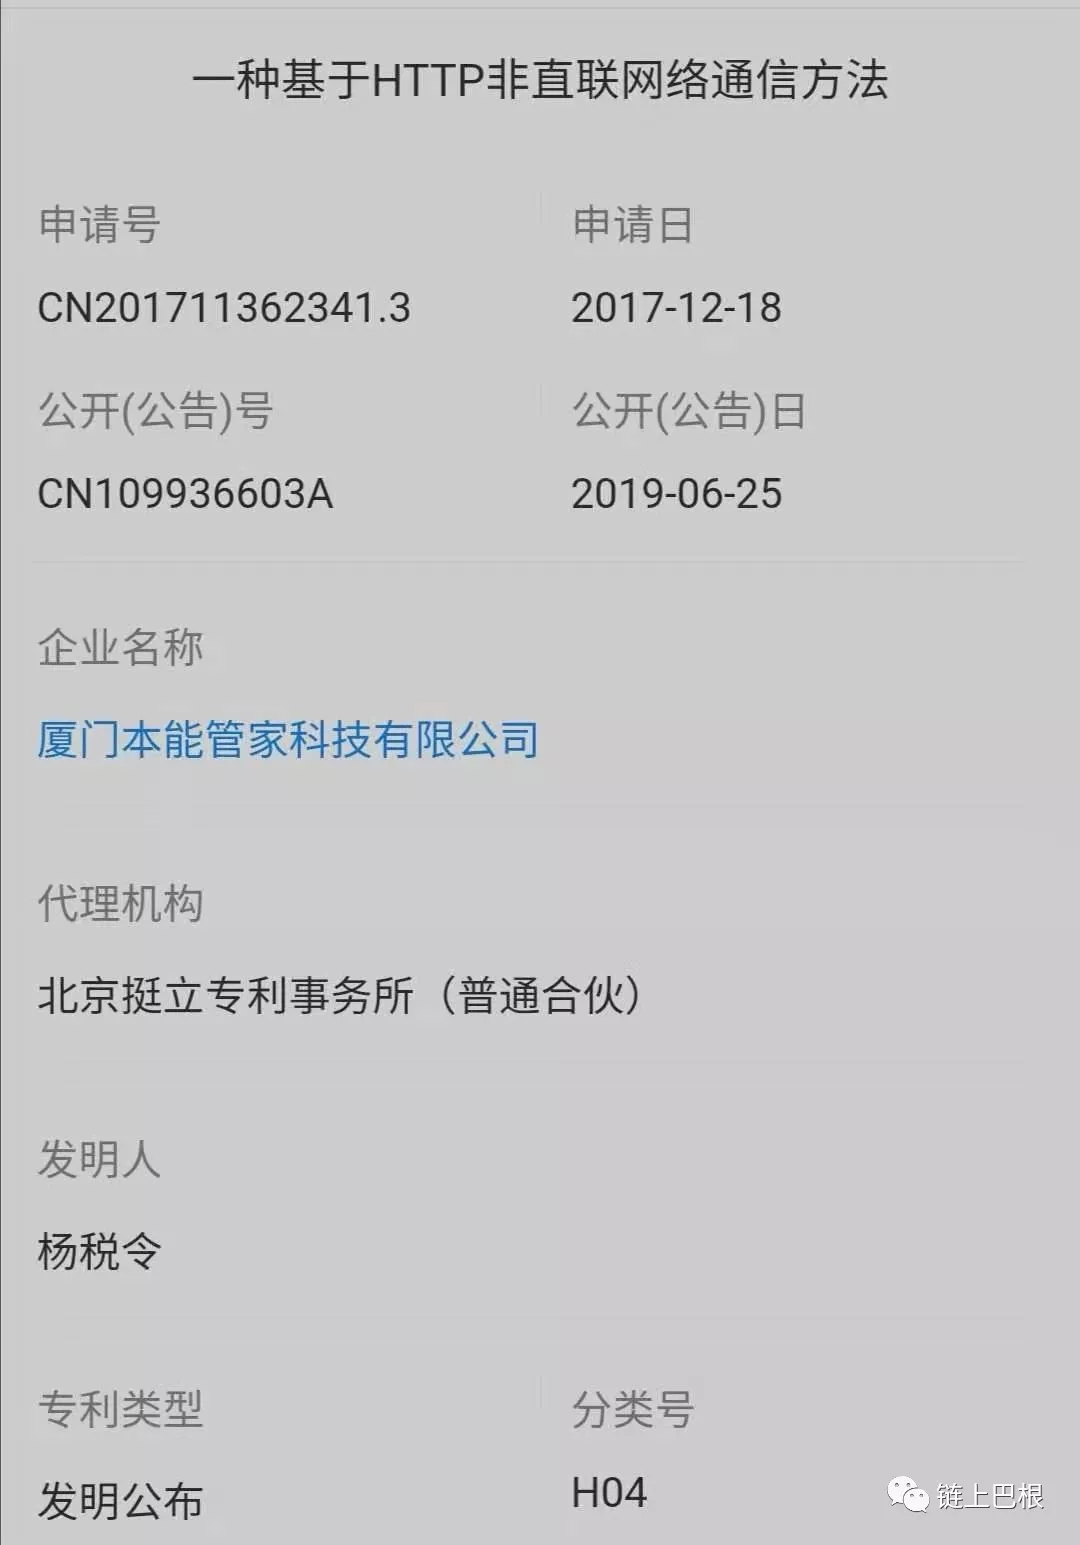 一种基于HTTP非直联网络通信方法
申请号 申请日
CN201711362341.3 2017-12-18
公开(公告)号 公开(公告)日
CN109936603A 2019-06-25
企业名称
厦门本能管家科技有限公司
代理机构
北京挺立专利事务所（普通合伙）
发明人
杨税令
专利类型 分类号
发明公布 H04
链上巴根